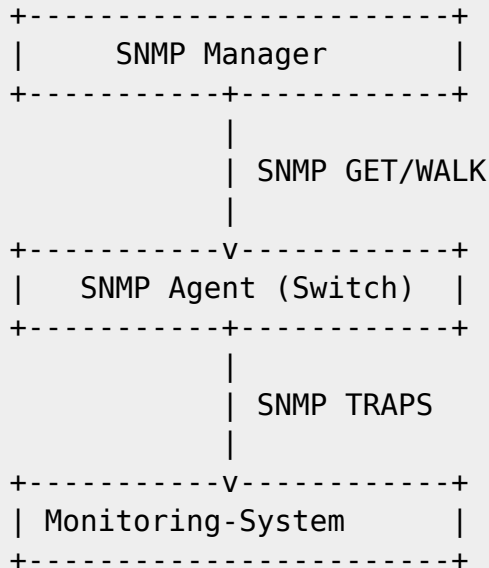 SNMP Manager
SNMP GET/WALK
SNMP Agent (Switch)
SNMP TRAPS
Monitoring-System